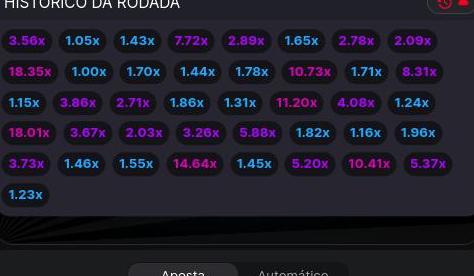 HISTÓRICO DA RODADA
3.56x 1.05x 1.43x 7.72x 2.89x 1.65x 2.78x 2.09x
18.35x 1.00x 1.70x 1.44x 1.78x 10.73x 1.71x 8.31x
1.15x 3.86x 2.71x 1.86x 1.31x 11.20x 4.08x 1.24x
18.01x 3.67x 2.03x 3.26x 5.88x 1.82x 1.16x 1.96x
3.73x 1.46x 1.55x 14.64x 1.45x 5.20x 10.41x 5.37x
1.23x
Aposta Automático